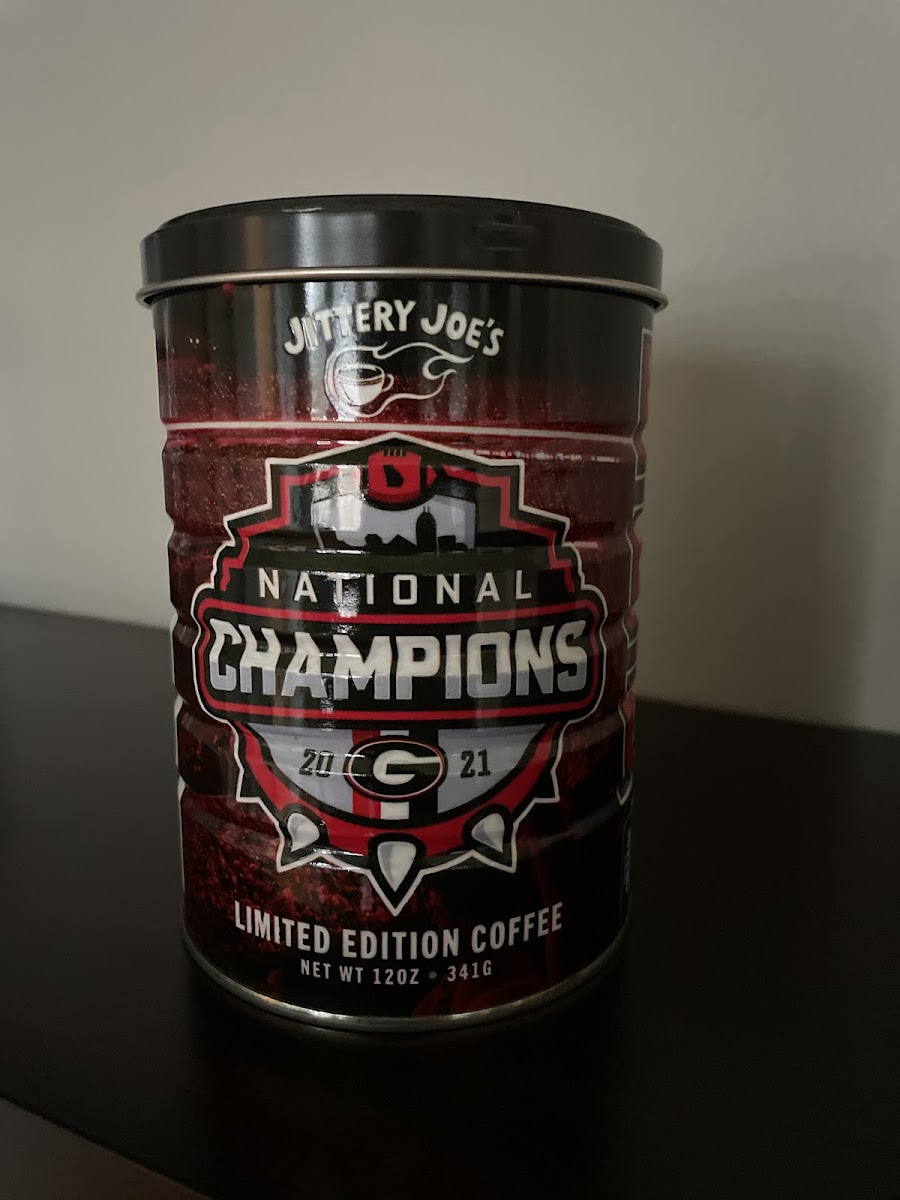 JITTERY JOE'S
NATIONAL
CHAMPIONS
20 G 21
LIMITED EDITION COFFEE
NET WT 12OZ • 341G